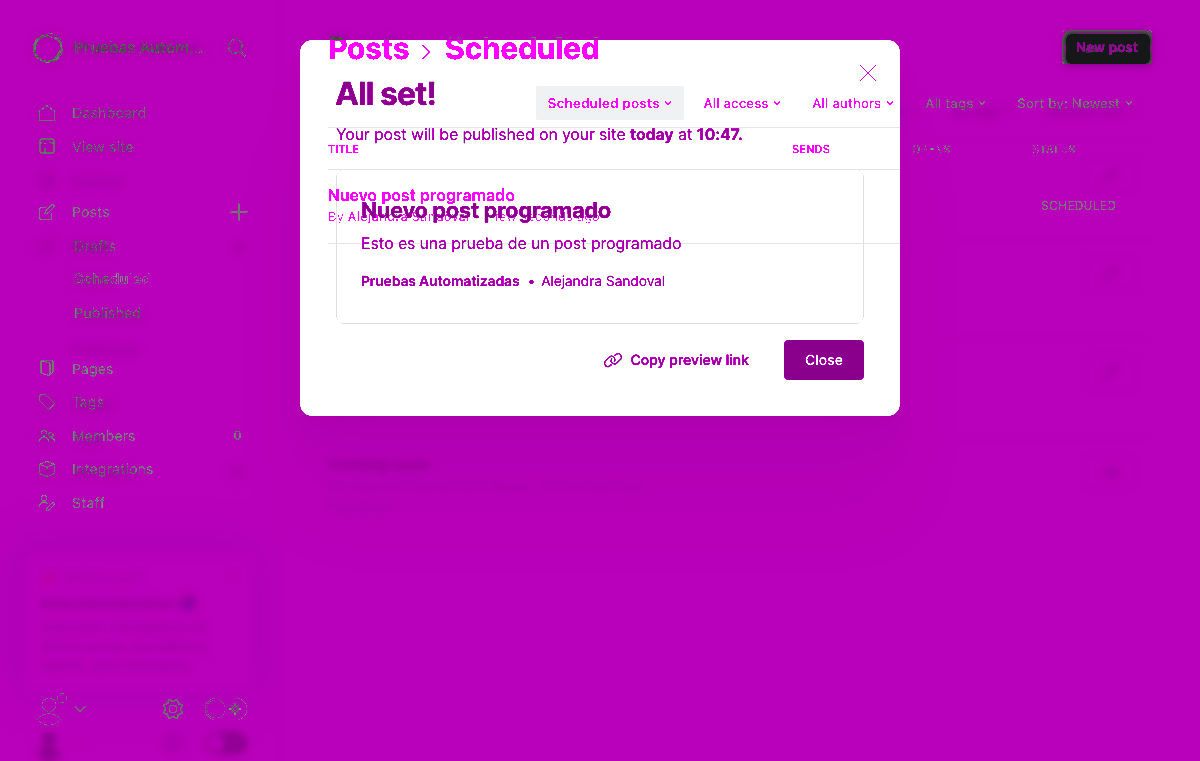 Pruebas Autom...
Dashboard
View site
Posts
Drafts
Scheduled
Published
Pages
Tags
Members 0
Integrations
Staff
Posts > Scheduled
New post
Scheduled posts
All access
All authors
All tags
Sort by: Newest
All set!
Your post will be published on your site today at 10:47.
TITLE
SENDS
STATUS
Nuevo post programado
By Alejandra Sandoval
SCHEDULED
Nuevo post programado
Esto es una prueba de un post programado
Pruebas Automatizadas • Alejandra Sandoval
Copy preview link
Close